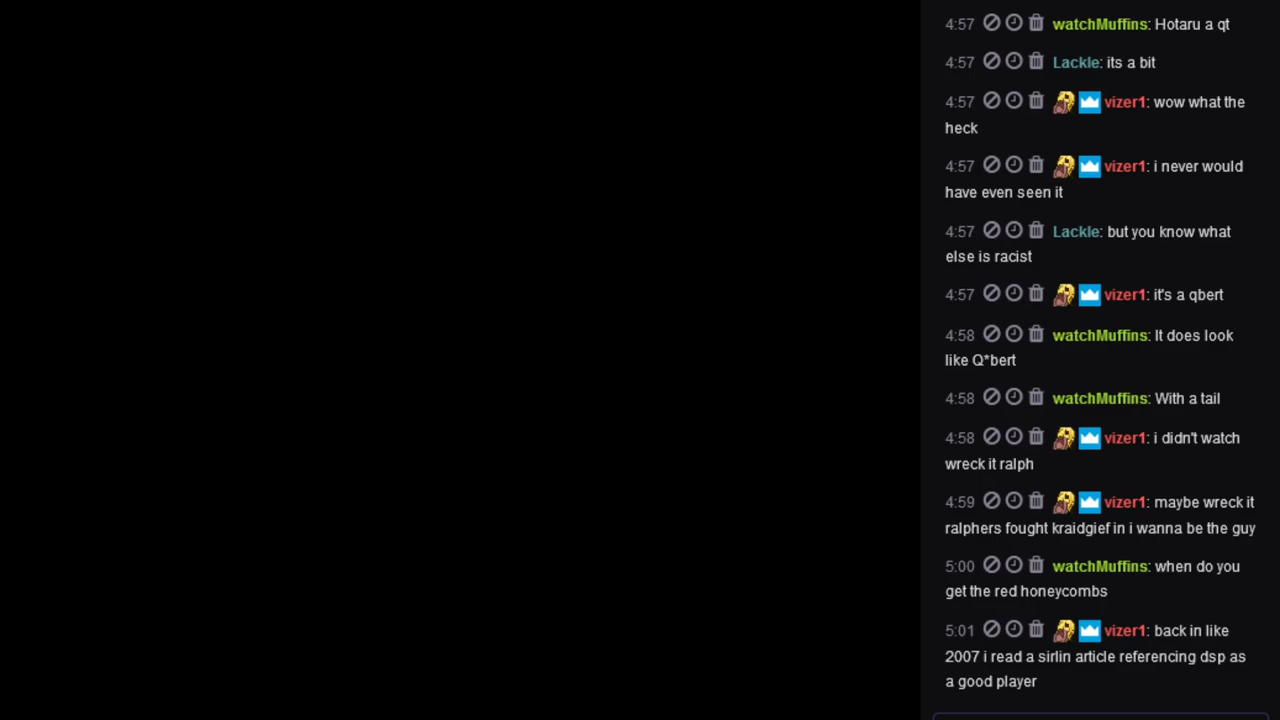 4:57 watchMuffins: Hotaru a qt
4:57 Lackle: its a bit
4:57 vizer1: wow what the
heck
4:57 vizer1: i never would
have even seen it
4:57 Lackle: but you know what
else is racist
4:57 vizer1: it's a qbert
4:58 watchMuffins: It does look
like Q*bert
4:58 watchMuffins: With a tail
4:58 vizer1: i didn't watch
wreck it ralph
4:59 vizer1: maybe wreck it
ralphers fought kraidgief in i wanna be the guy
5:00 watchMuffins: when do you
get the red honeycombs
5:01 vizer1: back in like
2007 i read a sirlin article referencing dsp as
a good player